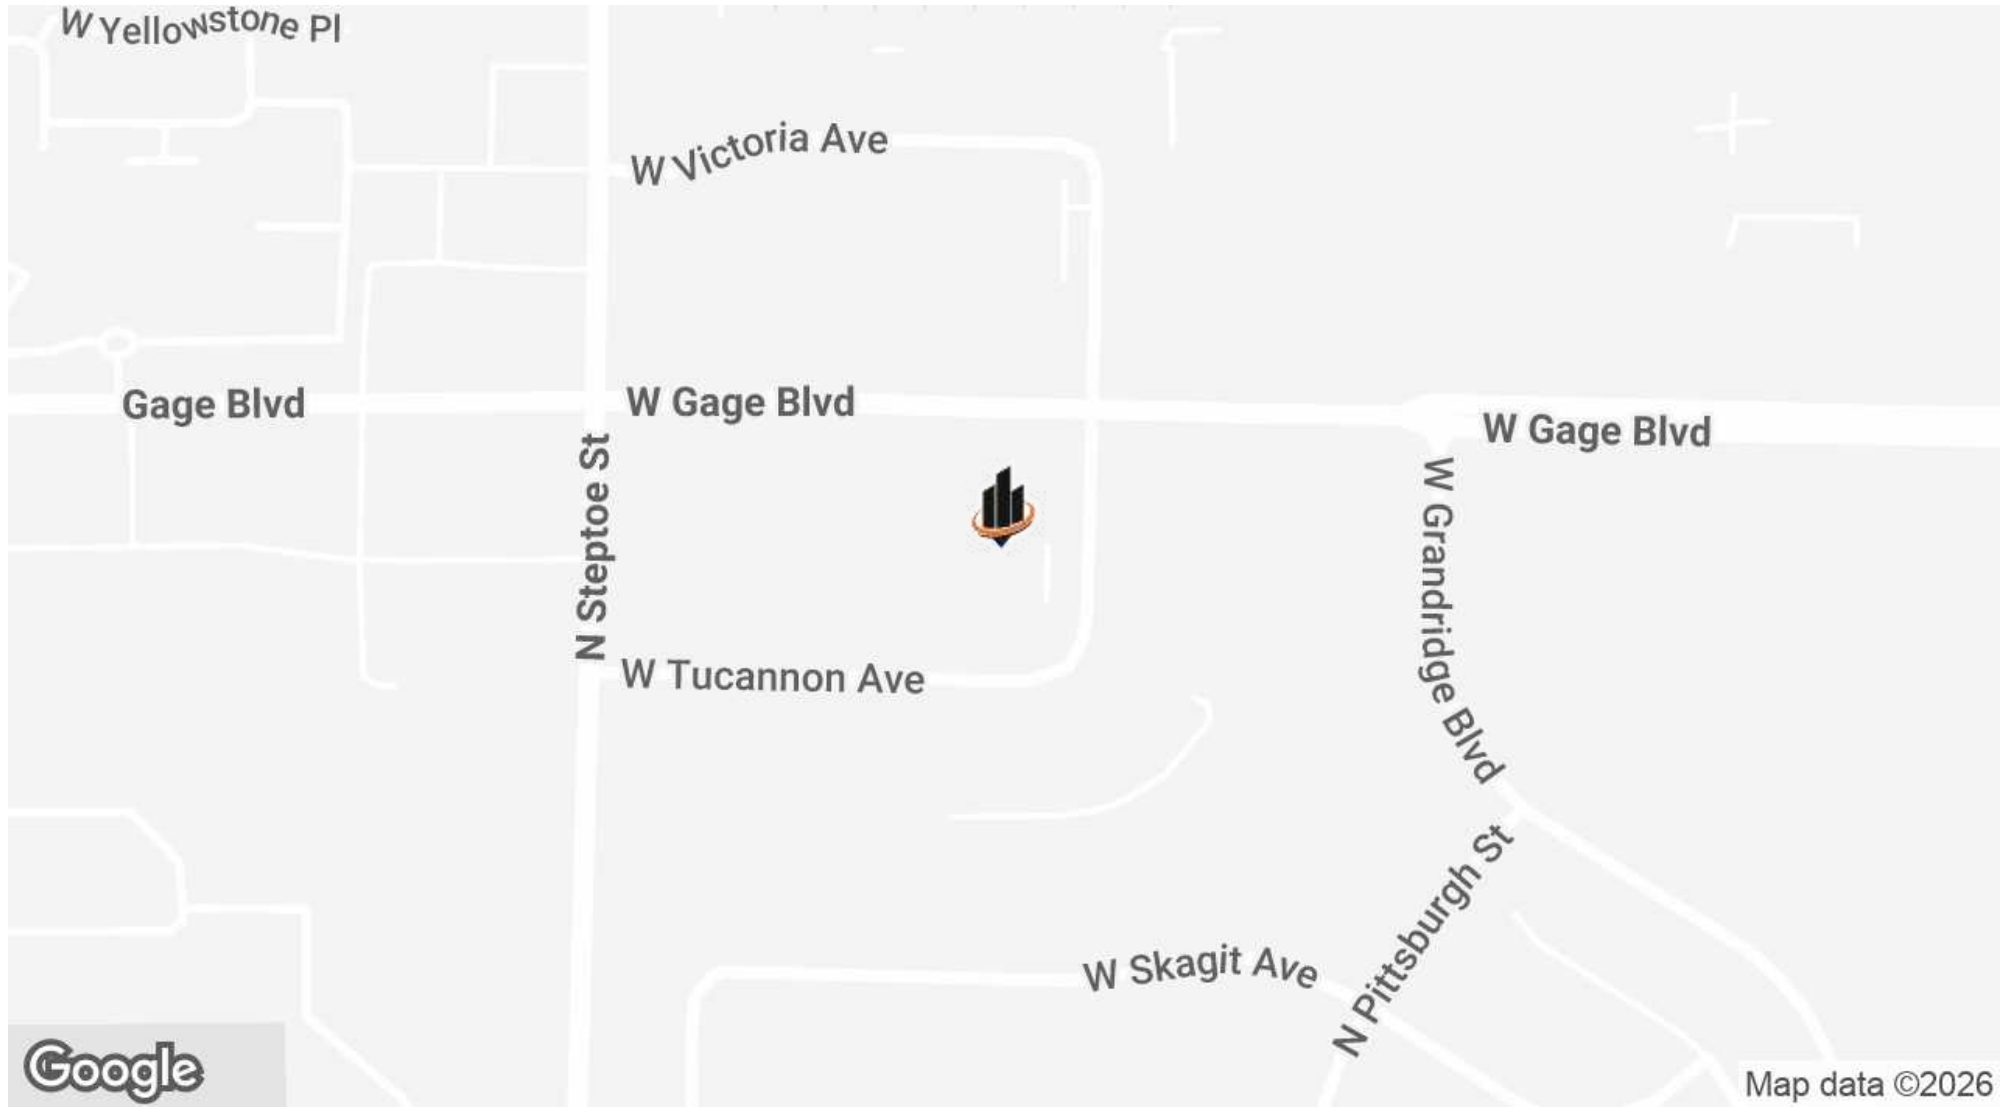 W Yellowstone Pl
W Victoria Ave
Gage Blvd
W Gage Blvd
W Gage Blvd
N Steptoe St
W Grandridge Blvd
W Tucannon Ave
N Pittsburgh St
W Skagit Ave
Google
Map data ©2026